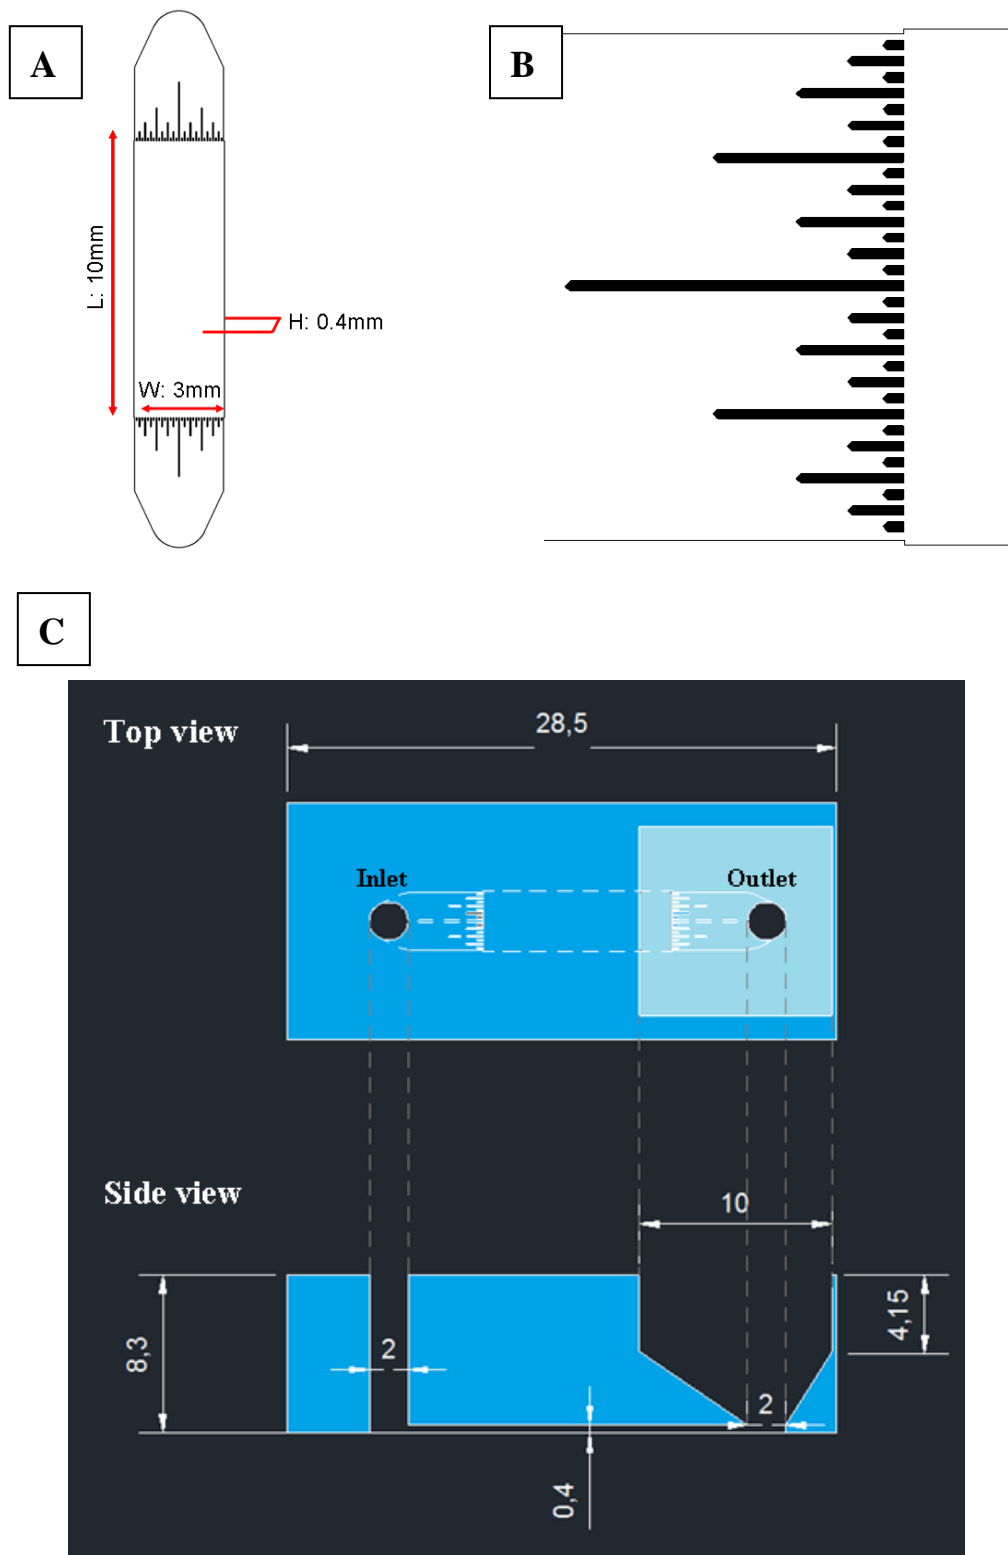 A
B
L: 10mm
H: 0.4mm
W: 3mm
C
Top view
28,5
Inlet
Outlet
Side view
10
8,3
2
4,15
2
0,4